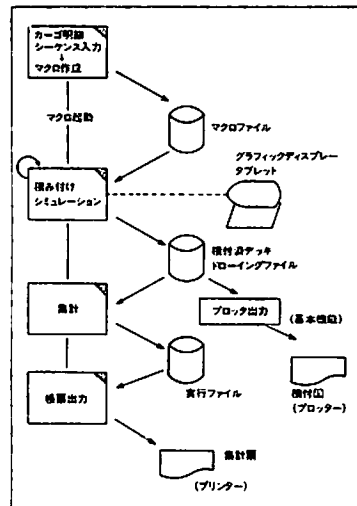 カーゴ明細
シーケンス入力
↓
マクロ作成
マクロ起動
マクロファイル
グラフィックディスプレー
タブレット
積み付け
シミュレーション
積付済デッキ
ドローイングファイル
集計
プロッタ出力
(基本機能)
実行ファイル
積付図
(プロッター)
帳票出力
集計票
(プリンター)